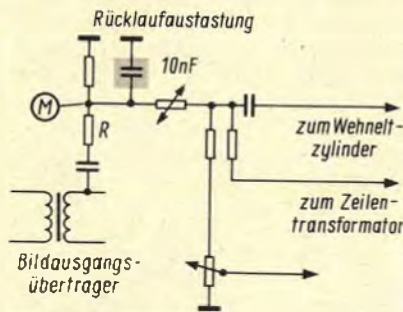 Rücklaufaustastung
10nF
M
R
zum Wehnelt-
zylinder
zum Zeilen-
transformator
Bildausgangs-
übertrager